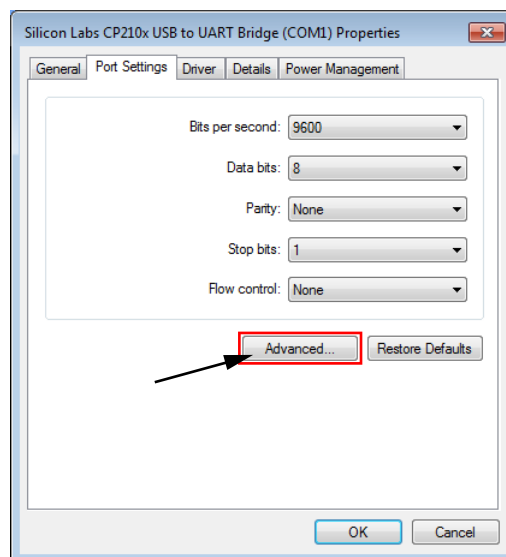 Silicon Labs CP210x USB to UART Bridge (COM1) Properties
General Port Settings Driver Details Power Management
Bits per second: 9600
Data bits: 8
Parity: None
Stop bits: 1
Flow control: None
Advanced... Restore Defaults
OK Cancel